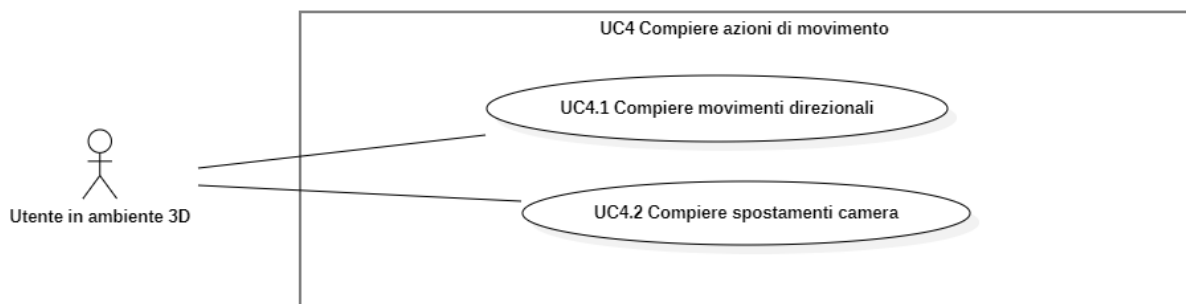 UC4 Compiere azioni di movimento
UC4.1 Compiere movimenti direzionali
Utente in ambiente 3D
UC4.2 Compiere spostamenti camera